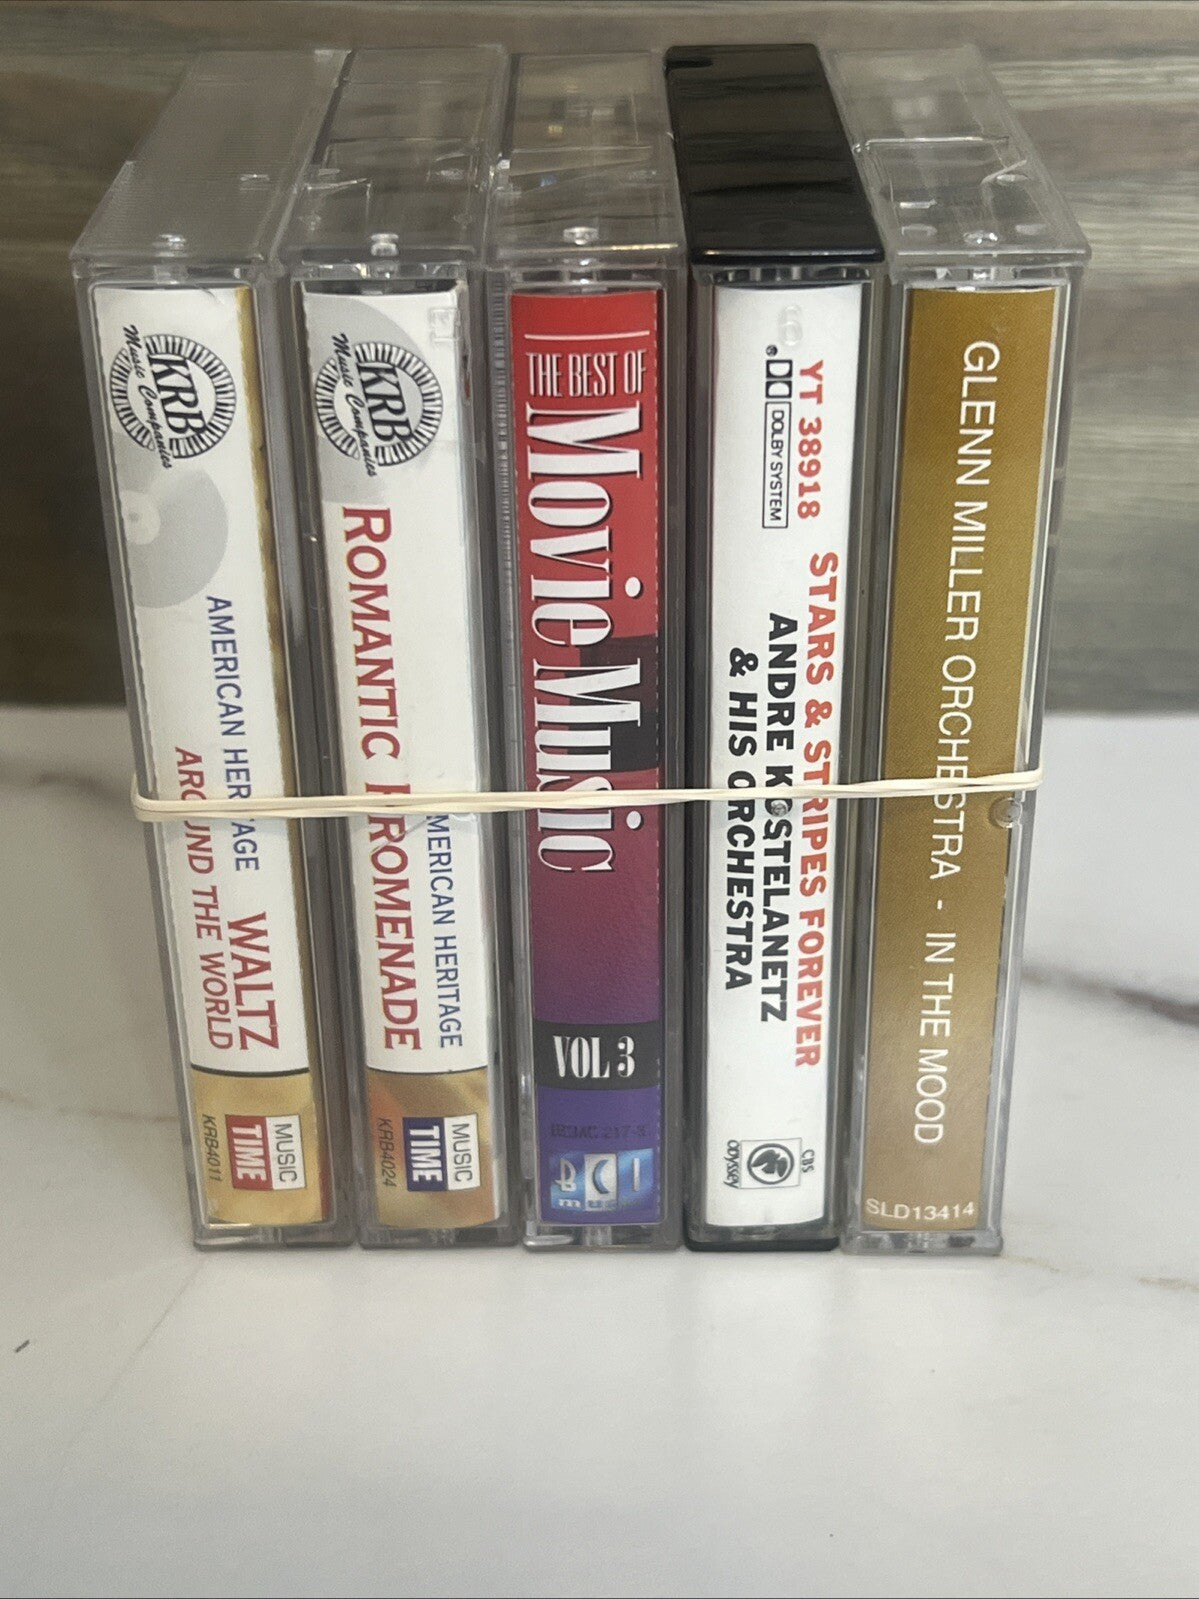 KRB
Music Companies
AMERICAN HERITAGE
WALTZ
AROUND THE WORLD
MUSIC
TIME
KRB4011
KRB
Music Companies
ROMANTIC PROMENADE
AMERICAN HERITAGE
MUSIC
TIME
KRB4024
THE BEST OF
Movie Music
VOL 3
DCI
music
YT 38918
DOLBY SYSTEM
®
STARS & STRIPES FOREVER
ANDRE KOSTELANETZ
& HIS ORCHESTRA
CBS
odyssey
GLENN MILLER ORCHESTRA - IN THE MOOD
SLD13414